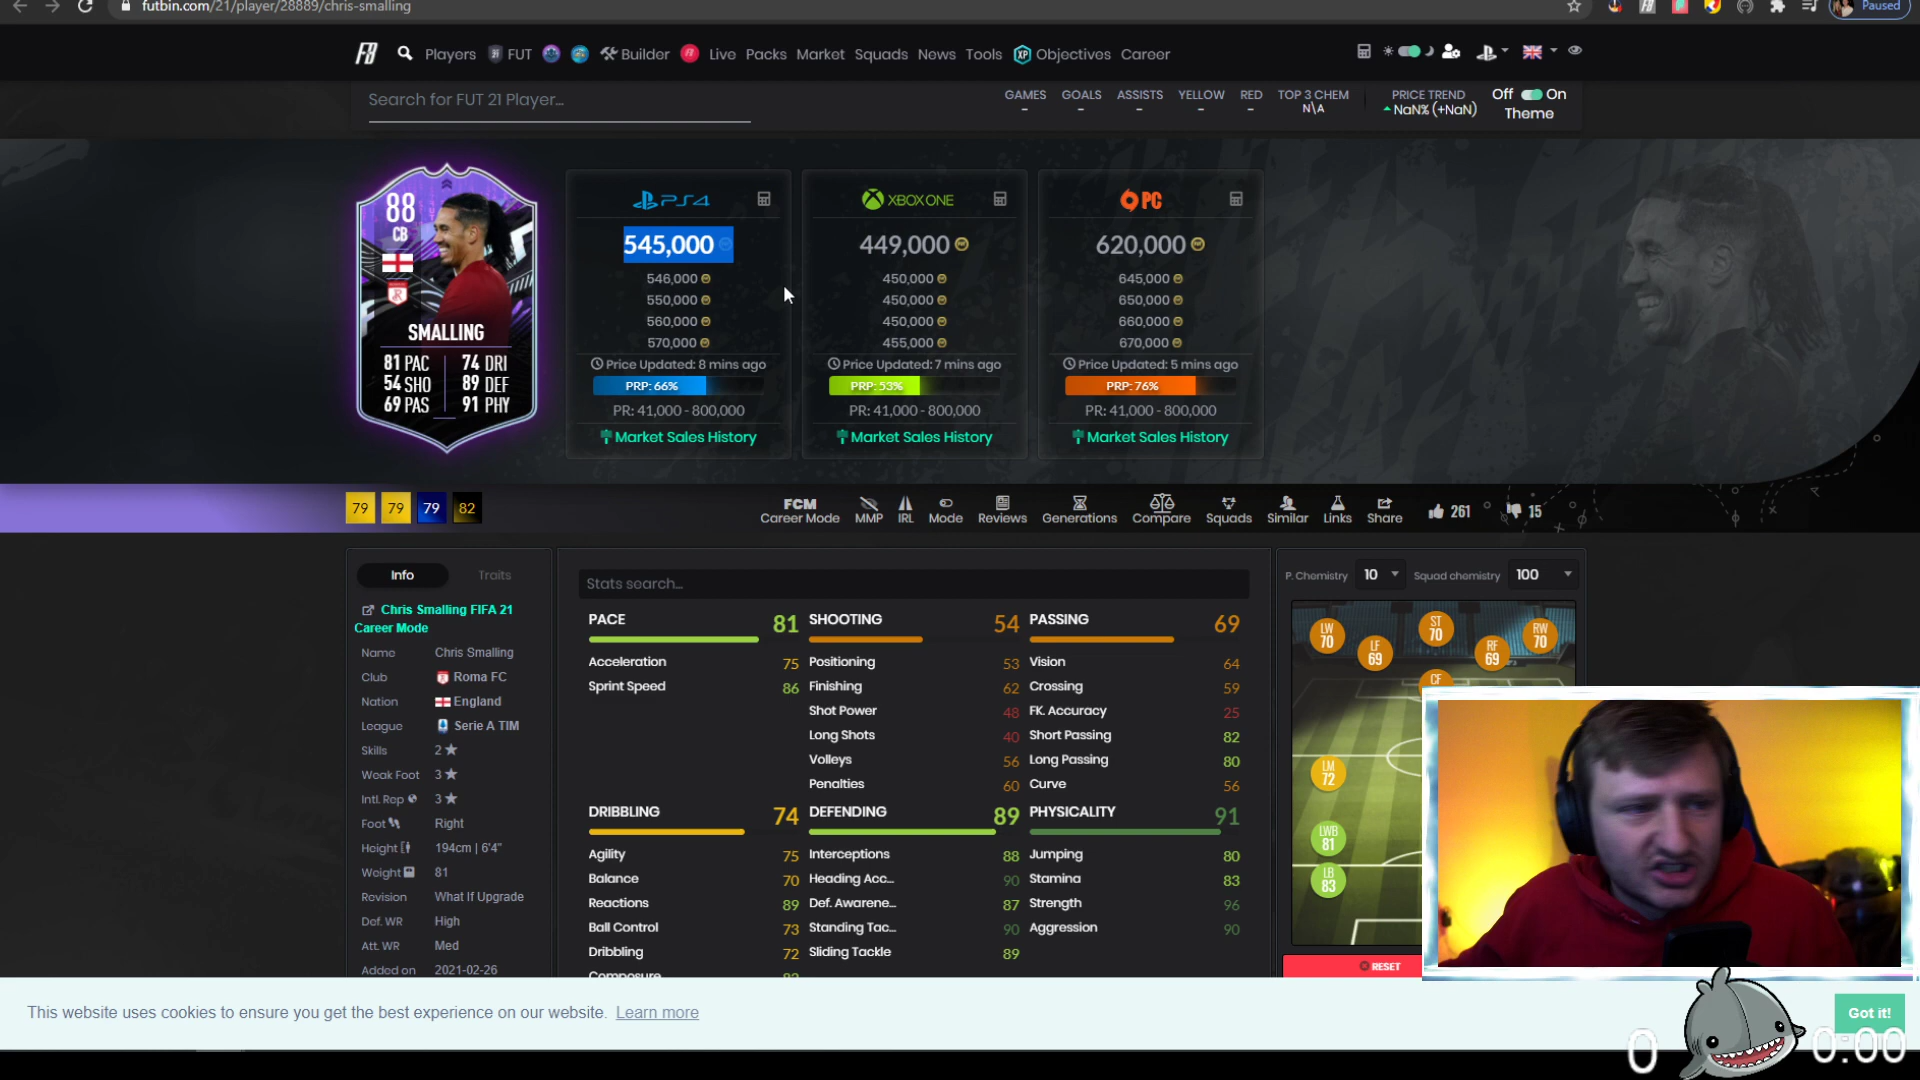 futbin.com/21/player/28889/chris-smalling
Paused
FB Players FUT Builder Live Packs Market Squads News Tools XP Objectives Career
Search for FUT 21 Player...
GAMES GOALS ASSISTS YELLOW RED TOP 3 CHEM PRICE TREND Off On
- - - - - N\A NaN% (+NaN) Theme
88
CB
SMALLING
81 PAC 74 DRI
54 SHO 89 DEF
69 PAS 91 PHY
PS4
545,000
546,000
550,000
560,000
570,000
Price Updated: 8 mins ago
PRP: 66%
PR: 41,000 - 800,000
Market Sales History
XBOX ONE
449,000
450,000
450,000
450,000
455,000
Price Updated: 7 mins ago
PRP: 53%
PR: 41,000 - 800,000
Market Sales History
PC
620,000
645,000
650,000
660,000
670,000
Price Updated: 5 mins ago
PRP: 76%
PR: 41,000 - 800,000
Market Sales History
79 79 79 82
FCM
Career Mode MMP IRL Mode Reviews Generations Compare Squads Similar Links Share 261 15
Info Traits
Chris Smalling FIFA 21
Career Mode
Name Chris Smalling
Club Roma FC
Nation England
League Serie A TIM
Skills 2
Weak Foot 3
Intl. Rep 3
Foot Right
Height 194cm | 6'4"
Weight 81
Revision What If Upgrade
Def. WR High
Att. WR Med
Added on 2021-02-26
Stats search...
PACE 81 SHOOTING 54 PASSING 69
Acceleration 75 Positioning 53 Vision 64
Sprint Speed 86 Finishing 62 Crossing 59
Shot Power 48 FK. Accuracy 25
Long Shots 40 Short Passing 82
Volleys 56 Long Passing 80
Penalties 60 Curve 56
DRIBBLING 74 DEFENDING 89 PHYSICALITY 91
Agility 75 Interceptions 88 Jumping 80
Balance 70 Heading Acc... 90 Stamina 83
Reactions 89 Def. Awarene... 87 Strength 96
Ball Control 73 Standing Tac... 90 Aggression 90
Dribbling 72 Sliding Tackle 89
Composure
P. Chemistry 10 Squad chemistry 100
LW
70
LF
69
ST
70
RF
69
RW
70
CF
LM
72
LWB
81
LB
83
RESET
This website uses cookies to ensure you get the best experience on our website. Learn more
Got it!
0 0:00